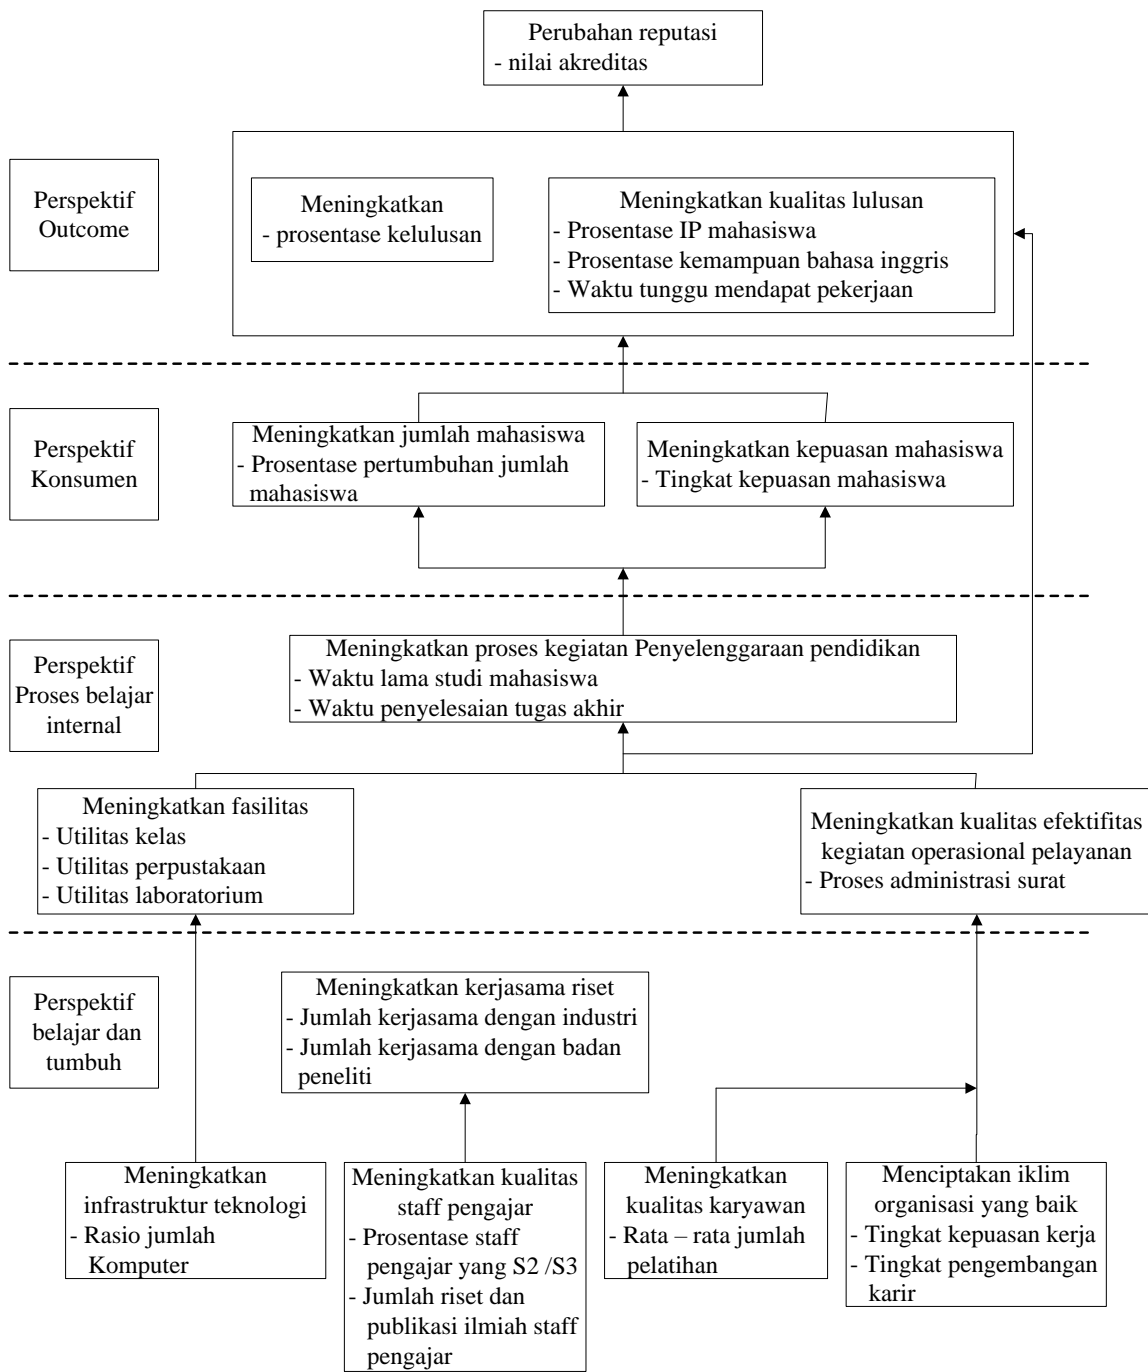 Perubahan reputasi
- nilai akreditas
Perspektif
Outcome
Meningkatkan
- prosentase kelulusan
Meningkatkan kualitas lulusan
- Prosentase IP mahasiswa
- Prosentase kemampuan bahasa inggris
- Waktu tunggu mendapat pekerjaan
Perspektif
Konsumen
Meningkatkan jumlah mahasiswa
- Prosentase pertumbuhan jumlah
mahasiswa
Meningkatkan kepuasan mahasiswa
- Tingkat kepuasan mahasiswa
Perspektif
Proses belajar
internal
Meningkatkan proses kegiatan Penyelenggaraan pendidikan
- Waktu lama studi mahasiswa
- Waktu penyelesaian tugas akhir
Meningkatkan fasilitas
- Utilitas kelas
- Utilitas perpustakaan
- Utilitas laboratorium
Meningkatkan kualitas efektifitas
kegiatan operasional pelayanan
- Proses administrasi surat
Perspektif
belajar dan
tumbuh
Meningkatkan kerjasama riset
- Jumlah kerjasama dengan industri
- Jumlah kerjasama dengan badan
peneliti
Meningkatkan
infrastruktur teknologi
- Rasio jumlah
Komputer
Meningkatkan kualitas
staff pengajar
- Prosentase staff
pengajar yang S2 /S3
- Jumlah riset dan
publikasi ilmiah staff
pengajar
Meningkatkan
kualitas karyawan
- Rata – rata jumlah
pelatihan
Menciptakan iklim
organisasi yang baik
- Tingkat kepuasan kerja
- Tingkat pengembangan
karir